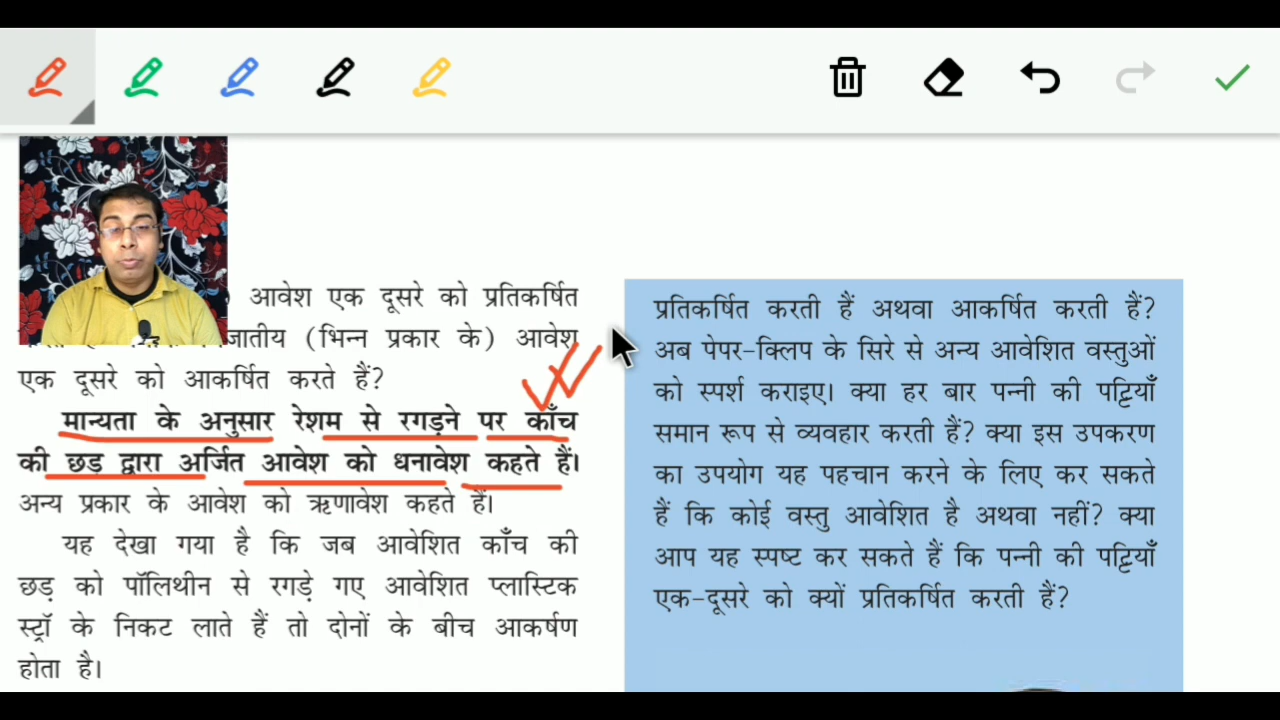 आवेश एक दूसरे को प्रतिकर्षित
(भिन्न प्रकार के) आवेश
एक दूसरे को आकर्षित करते हैं?
मान्यता के अनुसार रेशम से रगड़ने पर काँच
की छड़ द्वारा अर्जित आवेश को धनावेश कहते हैं।
अन्य प्रकार के आवेश को ऋणावेश कहते हैं।
यह देखा गया है कि जब आवेशित काँच की
छड़ को पॉलिथीन से रगड़े गए आवेशित प्लास्टिक
स्ट्रॉ के निकट लाते हैं तो दोनों के बीच आकर्षण
होता है।
प्रतिकर्षित करती हैं अथवा आकर्षित करती हैं?
अब पेपर-क्लिप के सिरे से अन्य आवेशित वस्तुओं
को स्पर्श कराइए। क्या हर बार पन्नी की पट्टियाँ
समान रूप से व्यवहार करती हैं? क्या इस उपकरण
का उपयोग यह पहचान करने के लिए कर सकते
हैं कि कोई वस्तु आवेशित है अथवा नहीं? क्या
आप यह स्पष्ट कर सकते हैं कि पन्नी की पट्टियाँ
एक-दूसरे को क्यों प्रतिकर्षित करती हैं?